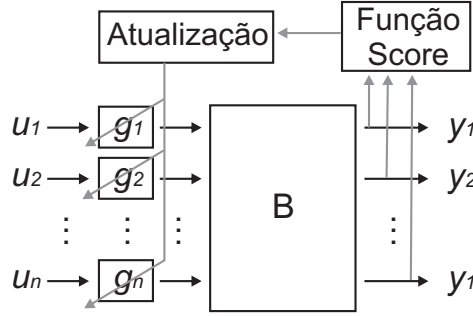 Atualização
Função
Score
u1 g1 y1
u2 g2 y2
B
un gn y1